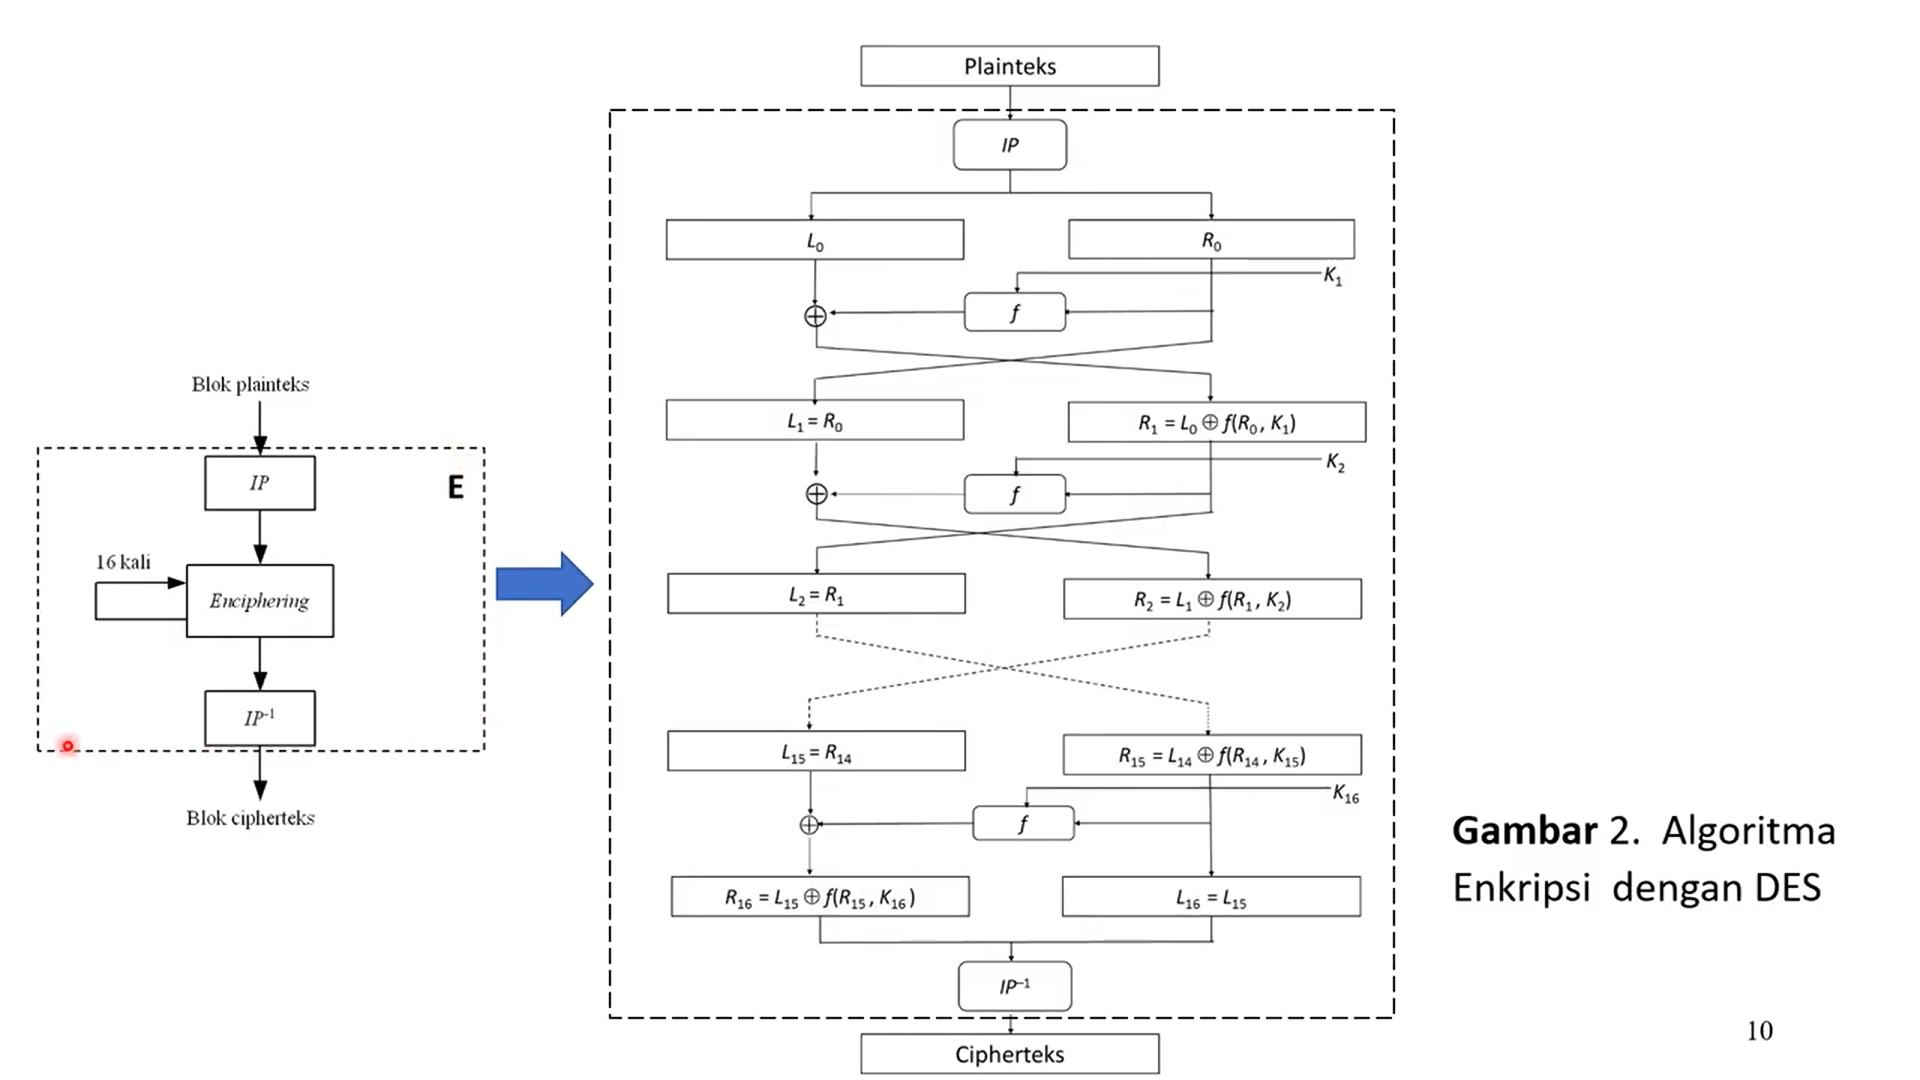 Blok plainteks
IP
E
16 kali
Enciphering
IP⁻¹
Blok cipherteks
Plainteks
IP
L₀
R₀
K₁
f
L₁ = R₀
R₁ = L₀ ⊕ f(R₀, K₁)
K₂
f
L₂ = R₁
R₂ = L₁ ⊕ f(R₁, K₂)
L₁₅ = R₁₄
R₁₅ = L₁₄ ⊕ f(R₁₄, K₁₅)
K₁₆
f
R₁₆ = L₁₅ ⊕ f(R₁₅, K₁₆)
L₁₆ = L₁₅
IP⁻¹
Cipherteks
Gambar 2. Algoritma
Enkripsi dengan DES
10